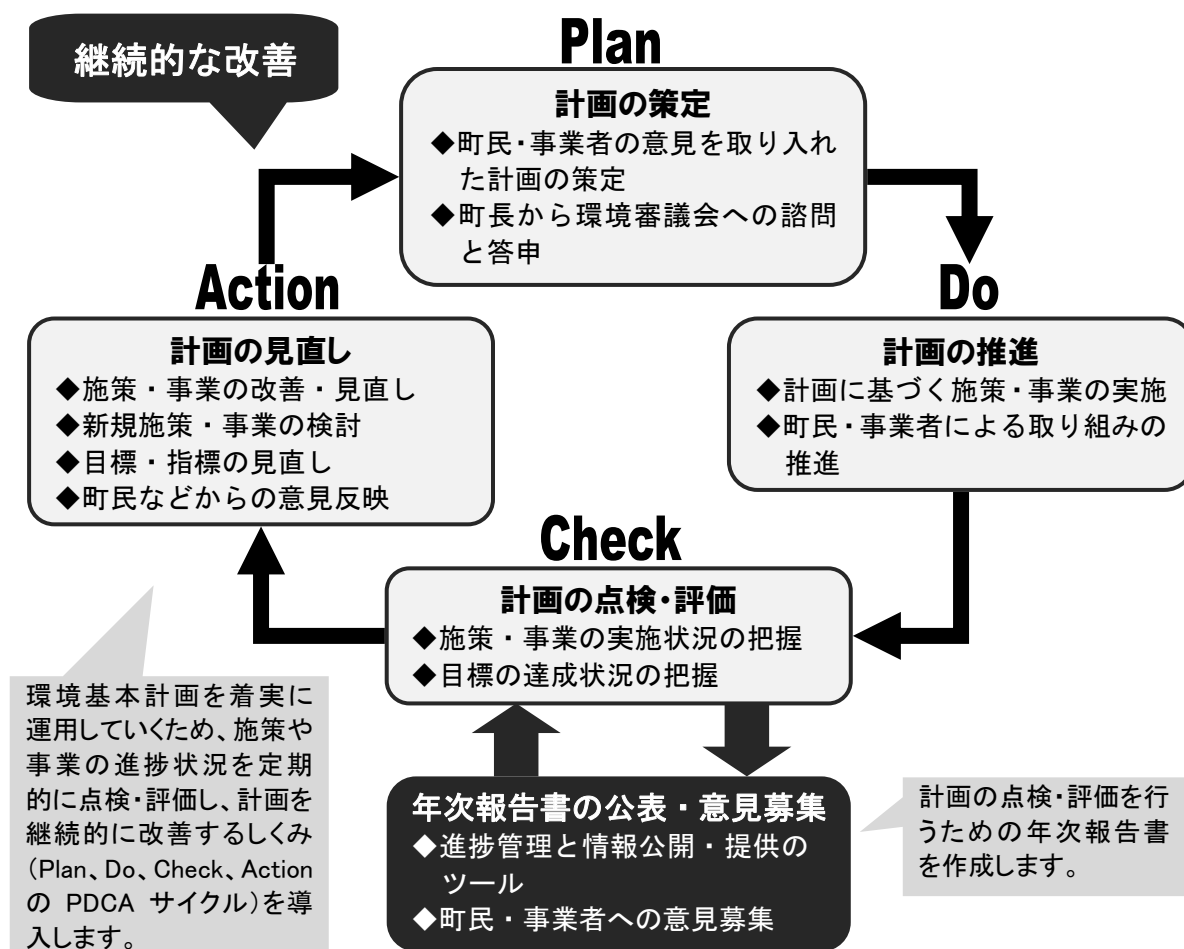 継続的な改善
Plan
計画の策定
◆町民・事業者の意見を取り入れ
た計画の策定
◆町長から環境審議会への諮問
と答申
Do
計画の推進
◆計画に基づく施策・事業の実施
◆町民・事業者による取り組みの
推進
Check
計画の点検・評価
◆施策・事業の実施状況の把握
◆目標の達成状況の把握
Action
計画の見直し
◆施策・事業の改善・見直し
◆新規施策・事業の検討
◆目標・指標の見直し
◆町民などからの意見反映
環境基本計画を着実に
運用していくため、施策や
事業の進捗状況を定期
的に点検・評価し、計画を
継続的に改善するしくみ
(Plan、Do、Check、Action
の PDCA サイクル)を導
入します。
年次報告書の公表・意見募集
◆進捗管理と情報公開・提供の
ツール
◆町民・事業者への意見募集
計画の点検・評価を行
うための年次報告書
を作成します。